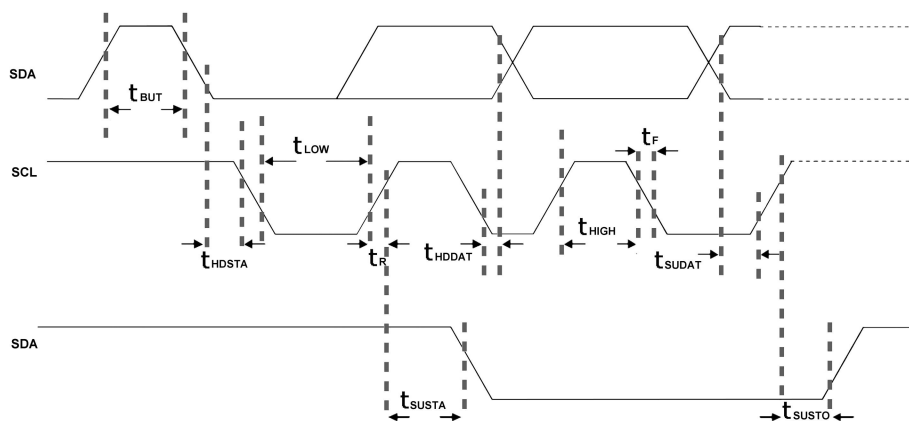 SDA
tBUT
tLOW
tF
SCL
tHDSTA
tR
tHDDAT
tHIGH
tSUDAT
SDA
tSUSTA
tSUSTO